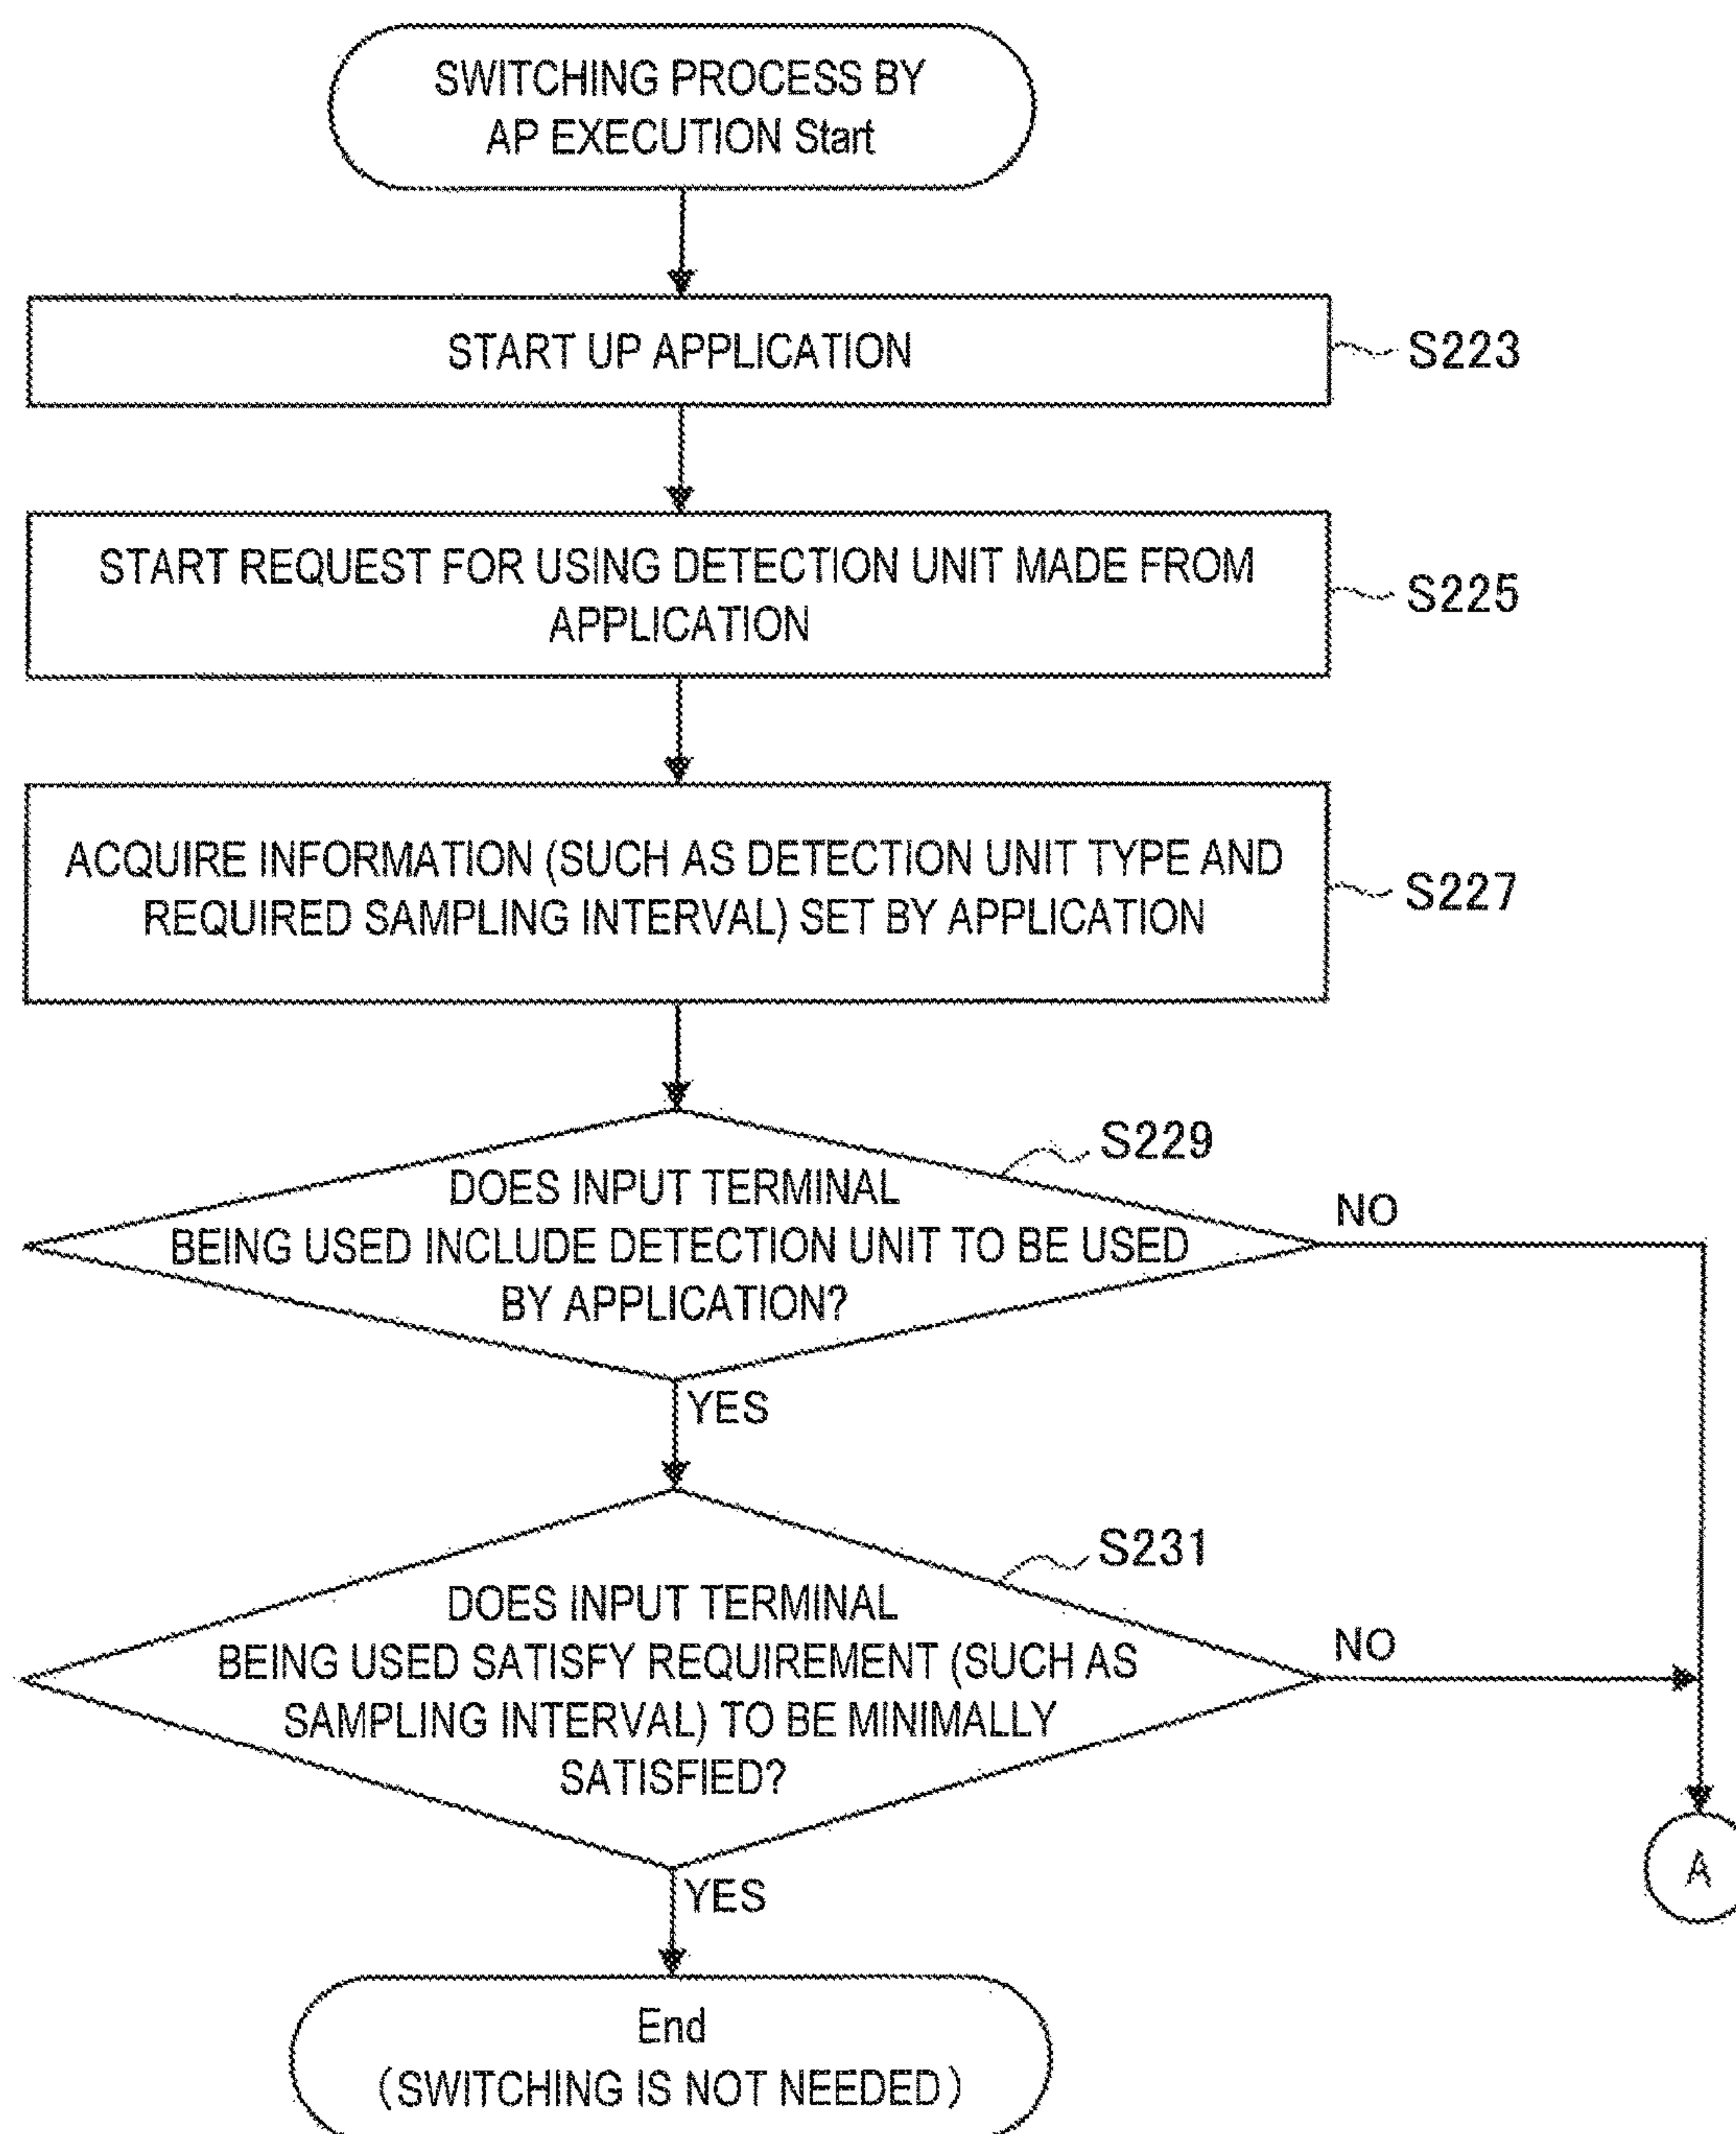 SWITCHING PROCESS BY
AP EXECUTION Start
START UP APPLICATION
S223
START REQUEST FOR USING DETECTION UNIT MADE FROM
APPLICATION
S225
ACQUIRE INFORMATION (SUCH AS DETECTION UNIT TYPE AND
REQUIRED SAMPLING INTERVAL) SET BY APPLICATION
S227
S229
DOES INPUT TERMINAL
BEING USED INCLUDE DETECTION UNIT TO BE USED
BY APPLICATION?
NO
YES
S231
DOES INPUT TERMINAL
BEING USED SATISFY REQUIREMENT (SUCH AS
SAMPLING INTERVAL) TO BE MINIMALLY
SATISFIED?
NO
A
YES
End
(SWITCHING IS NOT NEEDED)